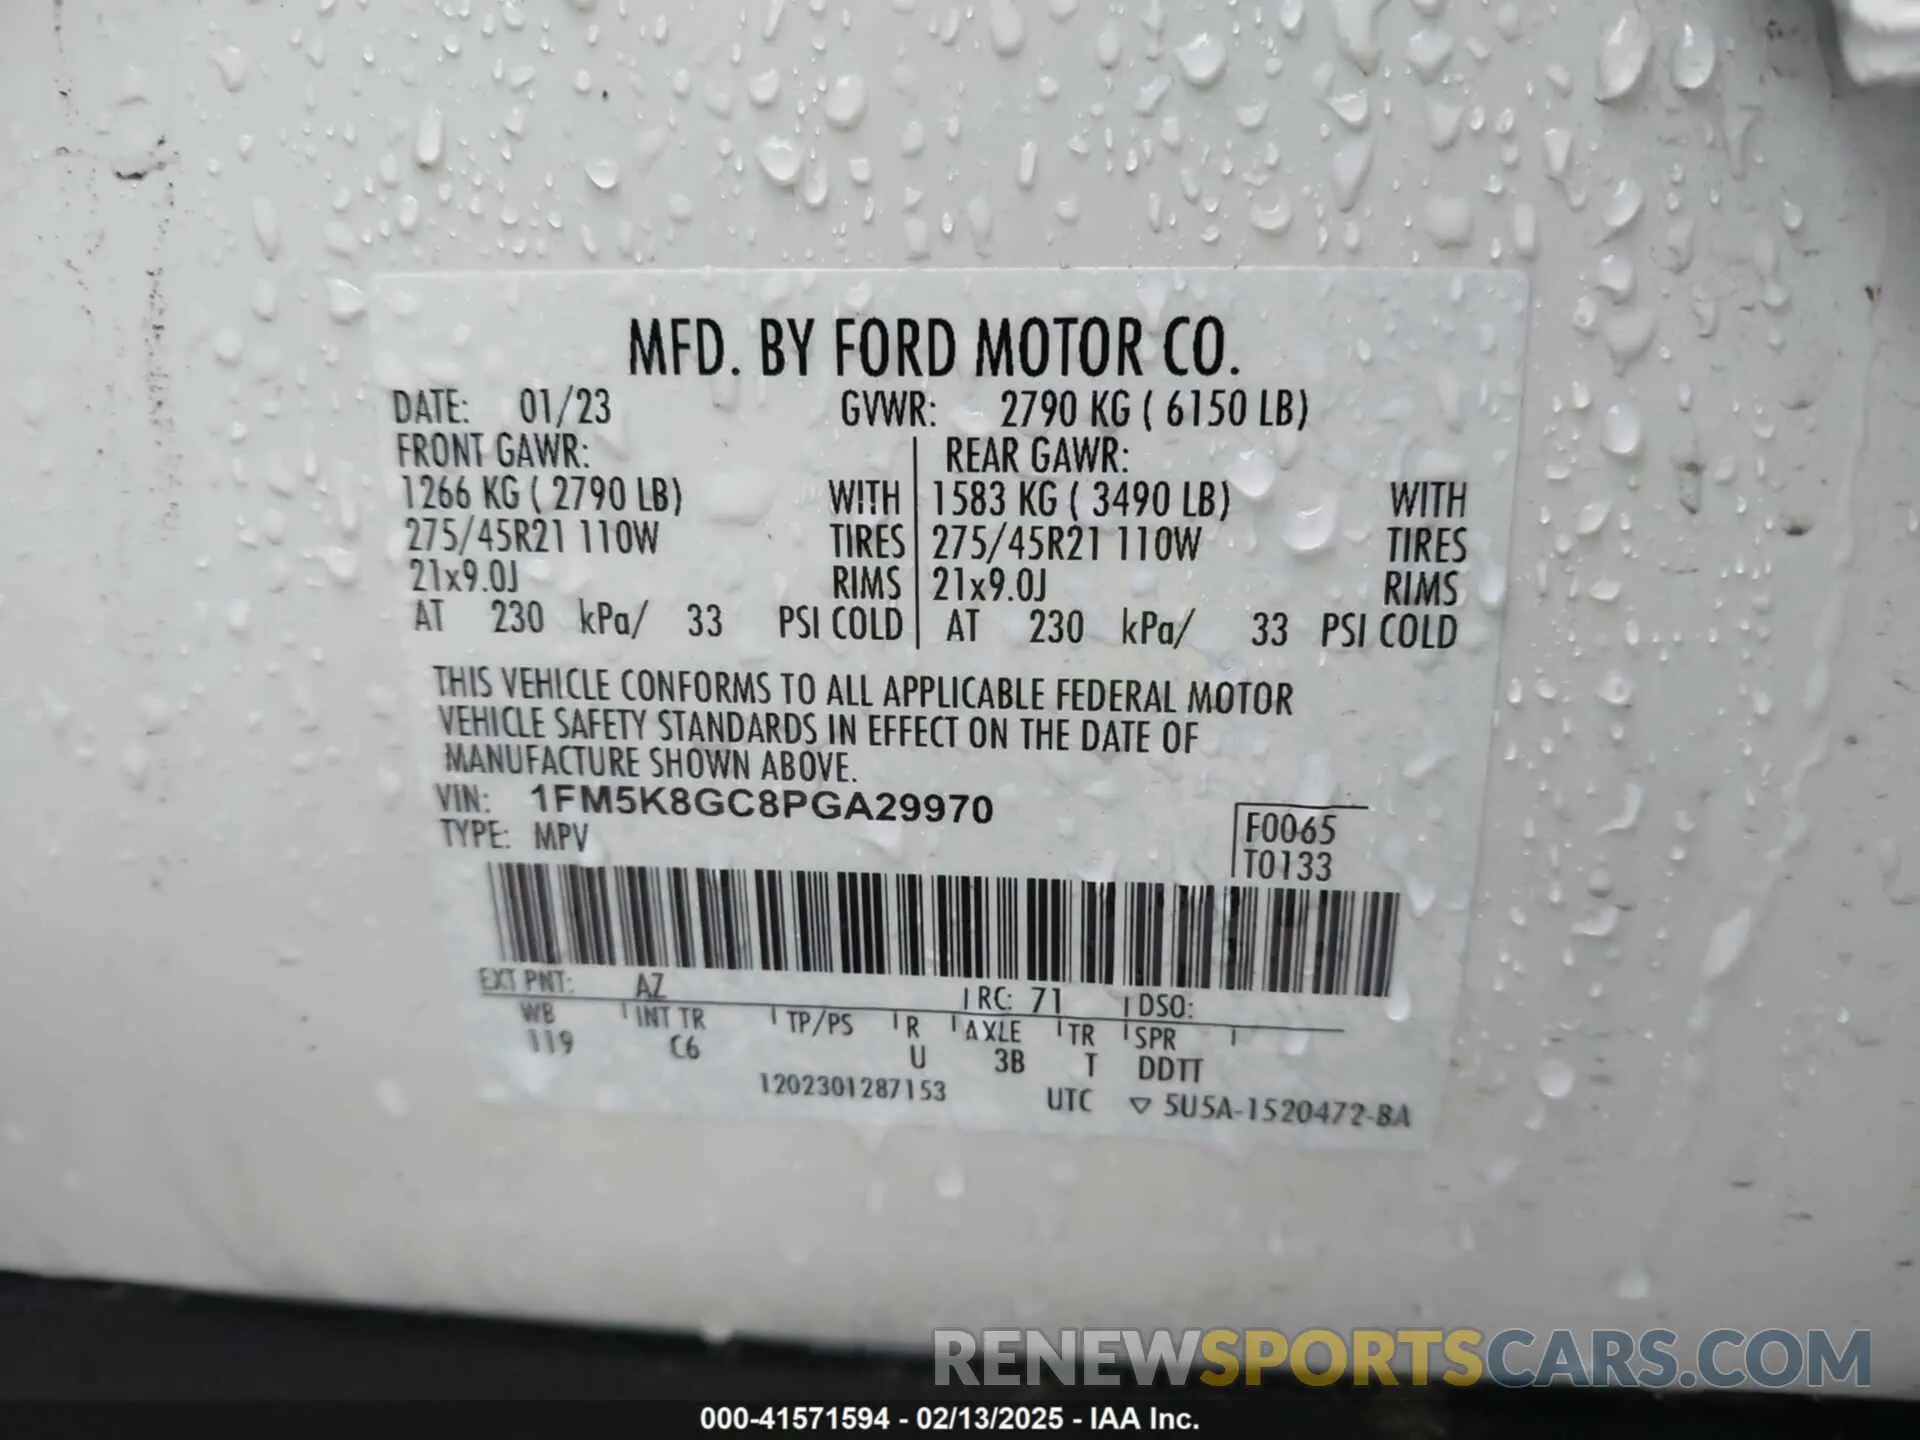 MFD. BY FORD MOTOR CO.
DATE: 01/23 GVWR: 2790 KG ( 6150 LB)
FRONT GAWR: REAR GAWR:
1266 KG ( 2790 LB) WITH 1583 KG ( 3490 LB) WITH
275/45R21 110W TIRES 275/45R21 110W TIRES
21x9.0J RIMS 21x9.0J RIMS
AT 230 kPa/ 33 PSI COLD AT 230 kPa/ 33 PSI COLD
THIS VEHICLE CONFORMS TO ALL APPLICABLE FEDERAL MOTOR
VEHICLE SAFETY STANDARDS IN EFFECT ON THE DATE OF
MANUFACTURE SHOWN ABOVE.
VIN: 1FM5K8GC8PGA29970
TYPE: MPV
F0065
T0133
EXT PNT: AZ RC: 71 DSO:
WB INT TR TP/PS R AXLE TR SPR
119 C6 U 3B T DDTT
1202301287153 UTC ▽ 5U5A-1520472-BA
RENEWSPORTSCARS.COM
000-41571594 - 02/13/2025 - IAA Inc.